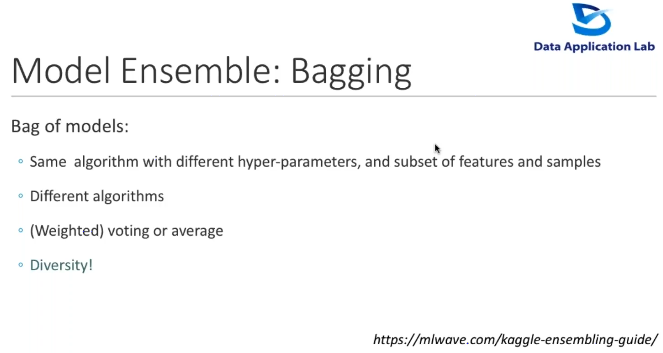 Data Application Lab
Model Ensemble: Bagging
Bag of models:
Same algorithm with different hyper-parameters, and subset of features and samples
Different algorithms
(Weighted) voting or average
Diversity!
https://mlwave.com/kaggle-ensembling-guide/